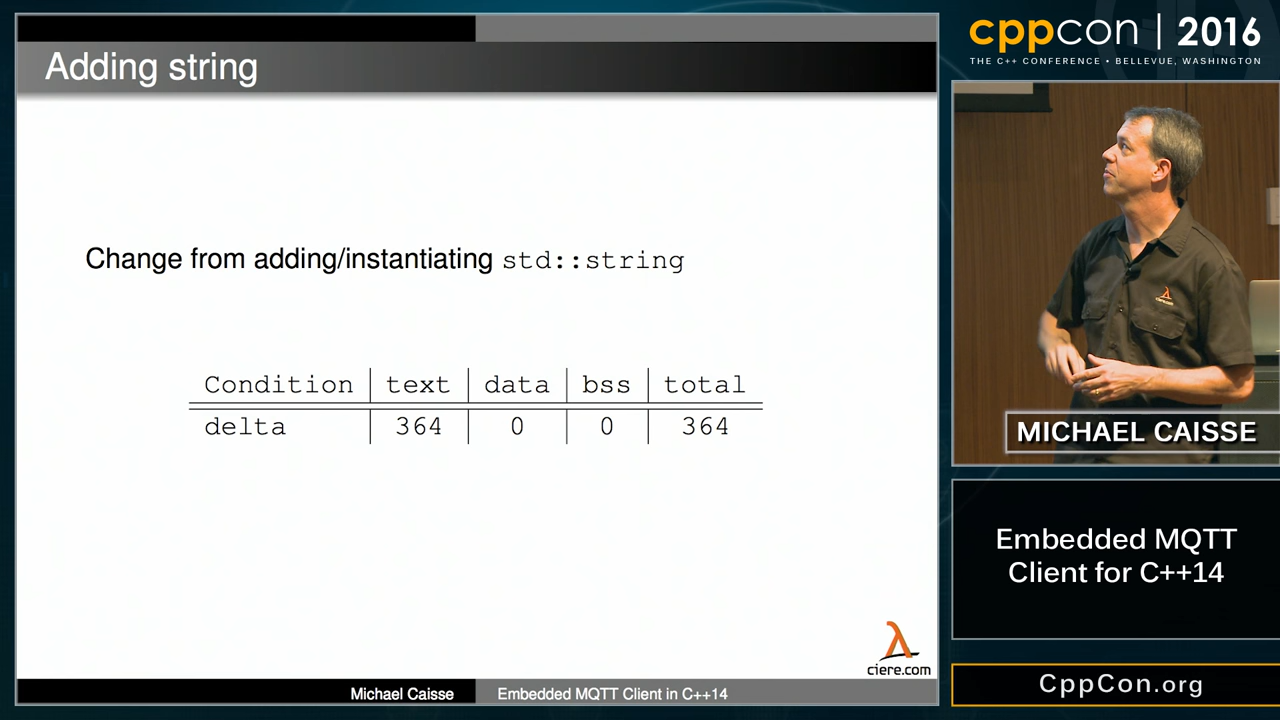 Adding string
Change from adding/instantiating std::string
Condition text data bss total
delta 364 0 0 364
ciere.com
Michael Caisse Embedded MQTT Client in C++14
cppcon | 2016
THE C++ CONFERENCE • BELLEVUE, WASHINGTON
ciere.com
MICHAEL CAISSE
Embedded MQTT
Client for C++14
CppCon.org